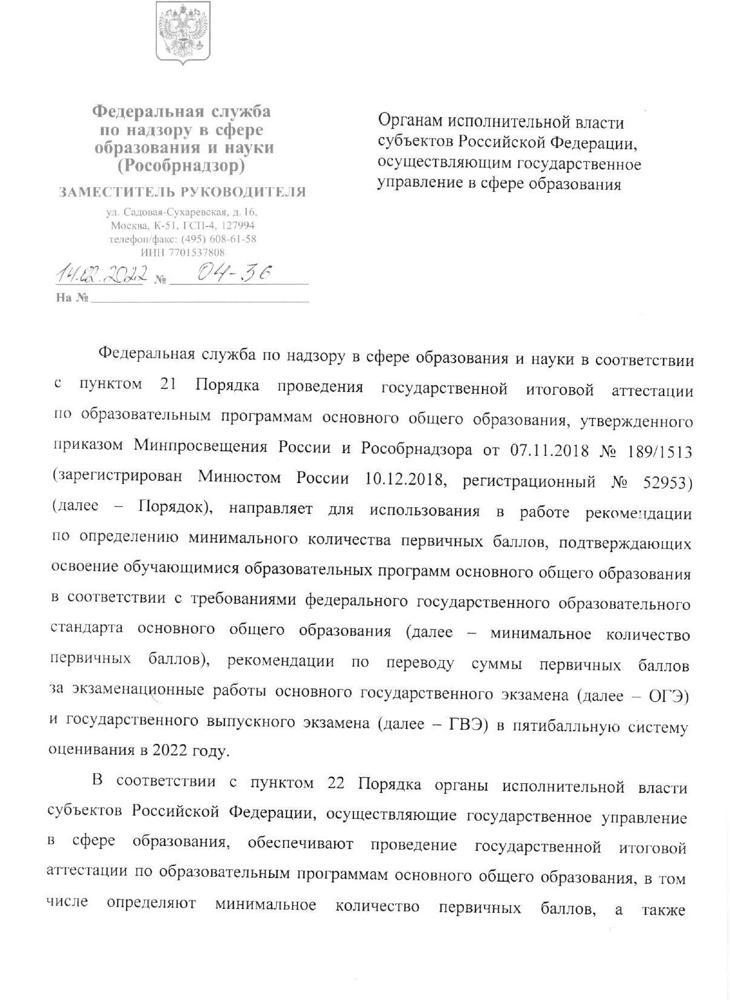 Федеральная служба
по надзору в сфере
образования и науки
(Рособрнадзор)
ЗАМЕСТИТЕЛЬ РУКОВОДИТЕЛЯ
ул. Садовая-Сухаревская, д. 16,
Москва, К-51, ГСП-4, 127994
телефон/факс: (495) 608-61-58
ИНН 7701537808
14.02.2022 № 04-36
На №
Органам исполнительной власти
субъектов Российской Федерации,
осуществляющим государственное
управление в сфере образования
Федеральная служба по надзору в сфере образования и науки в соответствии
с пунктом 21 Порядка проведения государственной итоговой аттестации
по образовательным программам основного общего образования, утвержденного
приказом Минпросвещения России и Рособрнадзора от 07.11.2018 № 189/1513
(зарегистрирован Минюстом России 10.12.2018, регистрационный № 52953)
(далее – Порядок), направляет для использования в работе рекомендации
по определению минимального количества первичных баллов, подтверждающих
освоение обучающимися образовательных программ основного общего образования
в соответствии с требованиями федерального государственного образовательного
стандарта основного общего образования (далее – минимальное количество
первичных баллов), рекомендации по переводу суммы первичных баллов
за экзаменационные работы основного государственного экзамена (далее – ОГЭ)
и государственного выпускного экзамена (далее – ГВЭ) в пятибалльную систему
оценивания в 2022 году.
В соответствии с пунктом 22 Порядка органы исполнительной власти
субъектов Российской Федерации, осуществляющие государственное управление
в сфере образования, обеспечивают проведение государственной итоговой
аттестации по образовательным программам основного общего образования, в том
числе определяют минимальное количество первичных баллов, а также